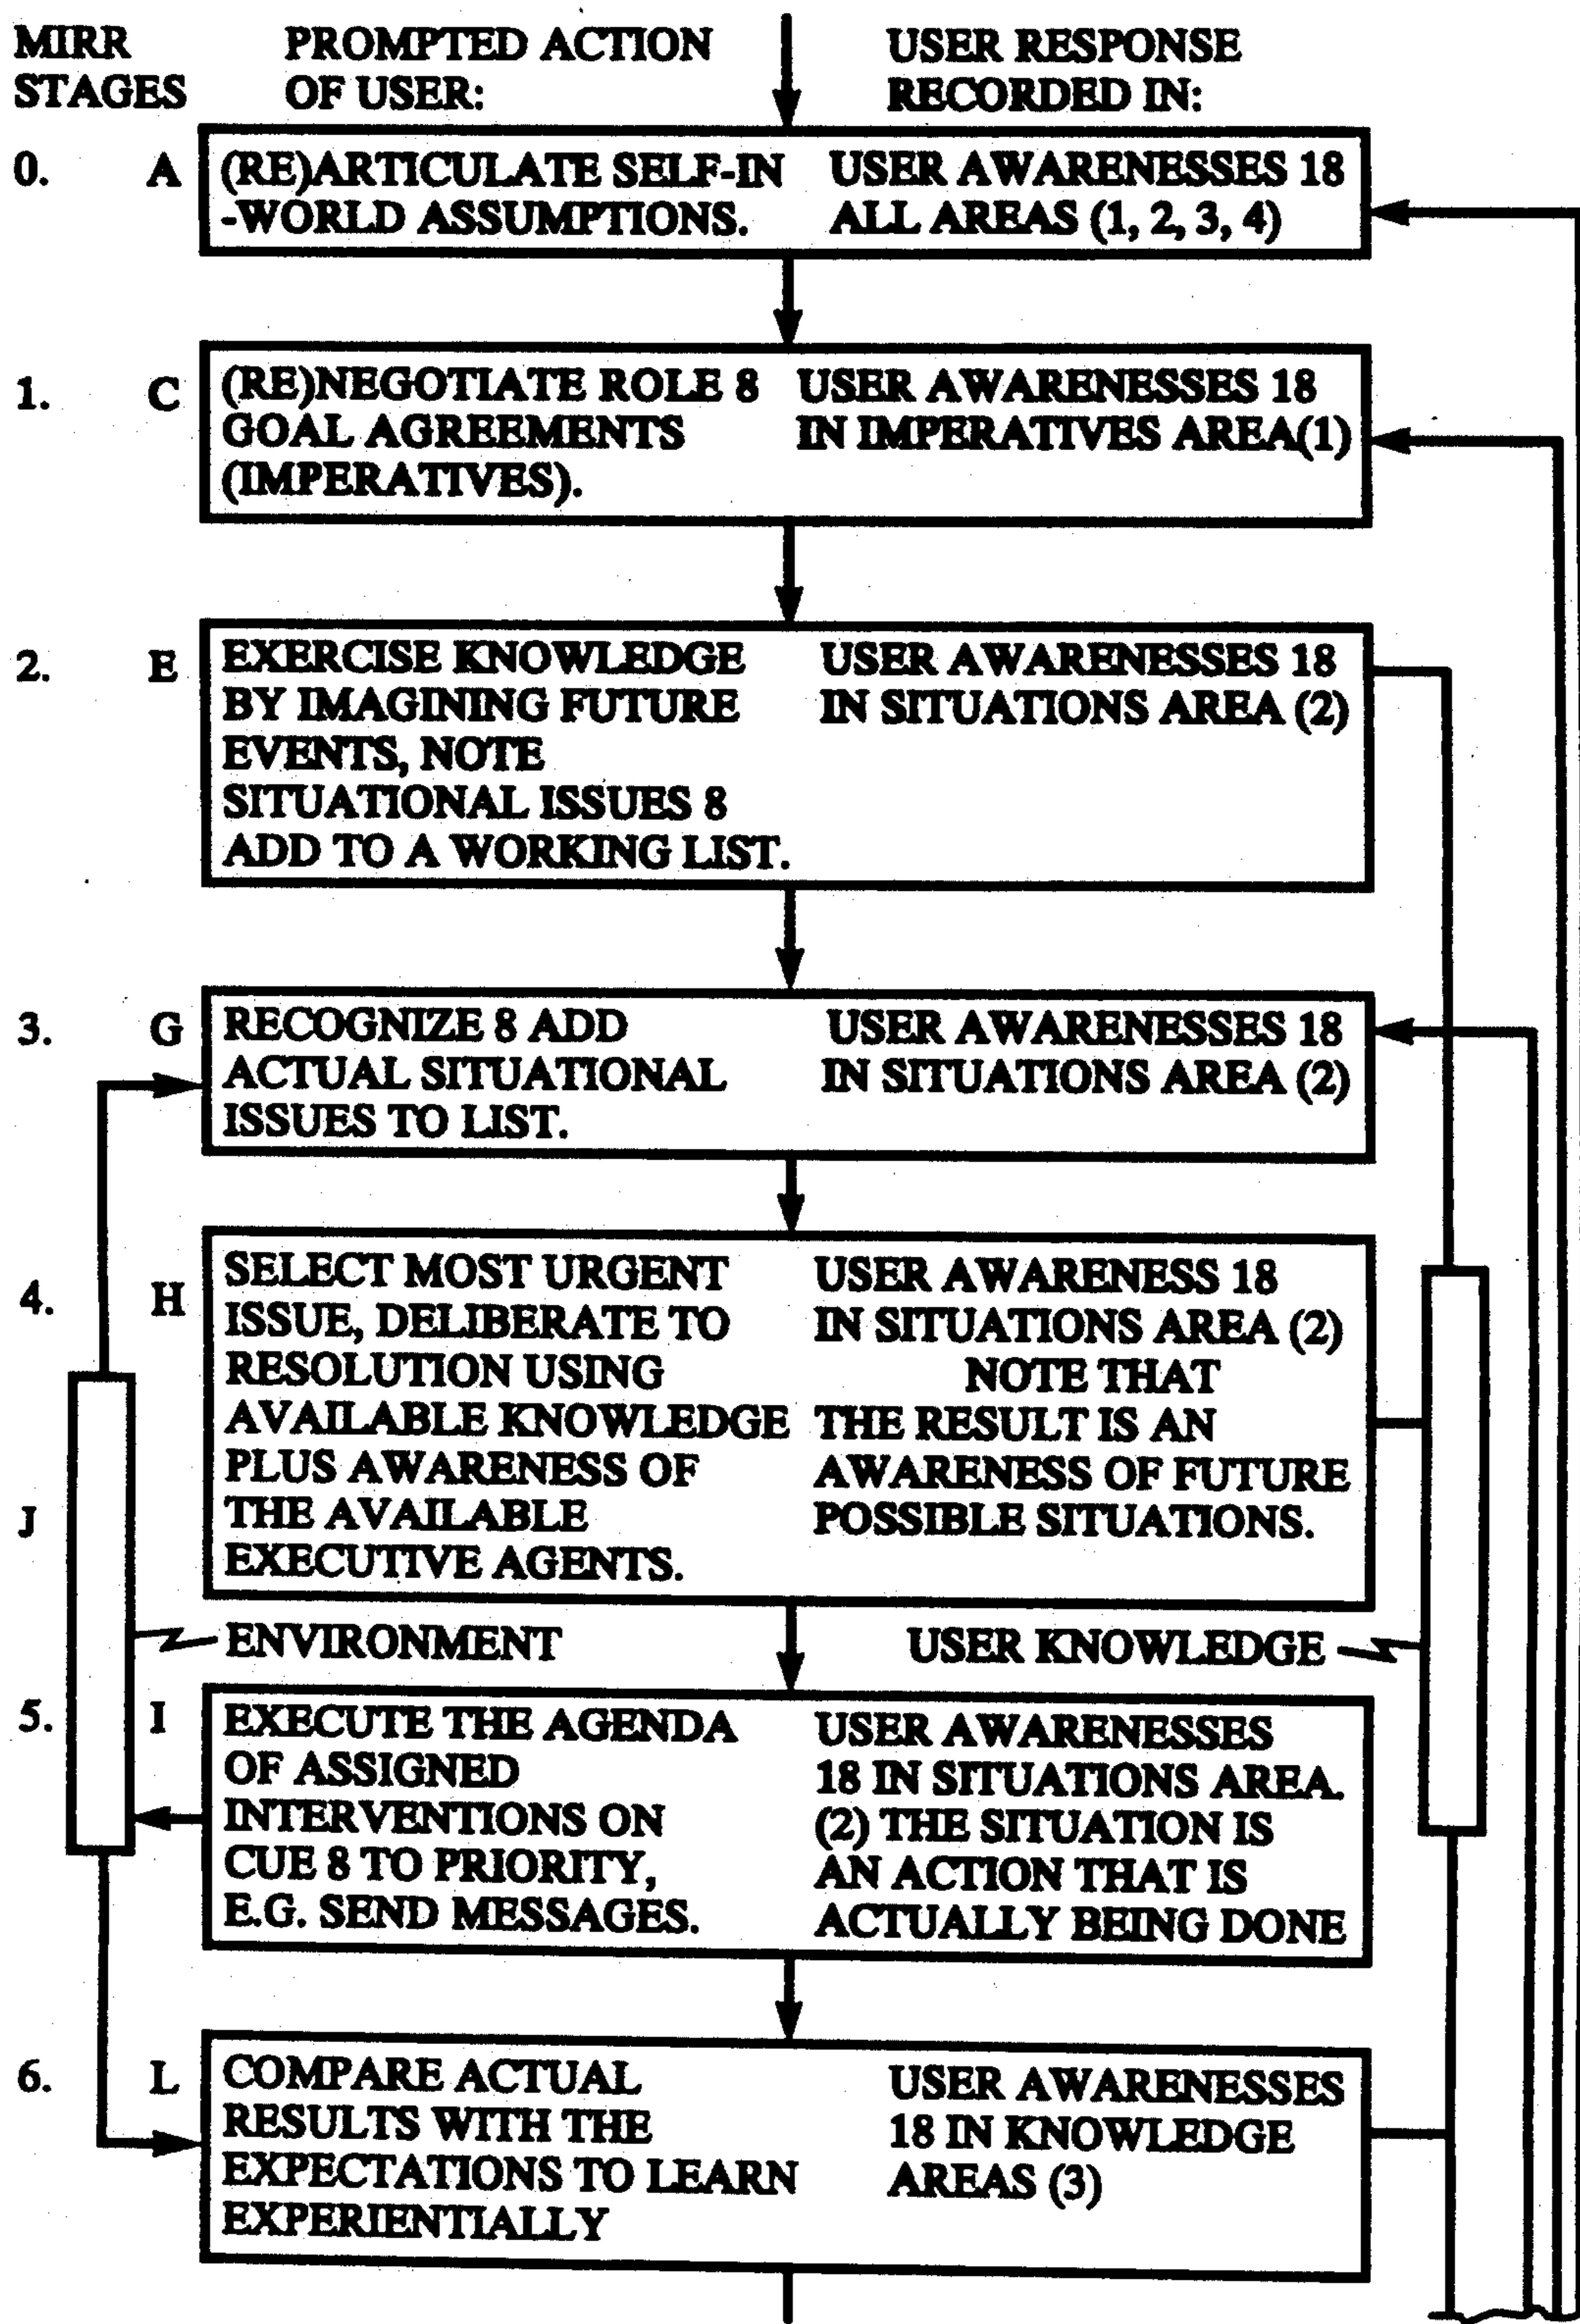 MIRR STAGES
PROMPTED ACTION OF USER:
USER RESPONSE RECORDED IN:
0. A
(RE)ARTICULATE SELF-IN
-WORLD ASSUMPTIONS.
USER AWARENESSES 18
ALL AREAS (1, 2, 3, 4)
1. C
(RE)NEGOTIATE ROLE 8
GOAL AGREEMENTS
(IMPERATIVES).
USER AWARENESSES 18
IN IMPERATIVES AREA(1)
2. E
EXERCISE KNOWLEDGE
BY IMAGINING FUTURE
EVENTS, NOTE
SITUATIONAL ISSUES 8
ADD TO A WORKING LIST.
USER AWARENESSES 18
IN SITUATIONS AREA (2)
3. G
RECOGNIZE 8 ADD
ACTUAL SITUATIONAL
ISSUES TO LIST.
USER AWARENESSES 18
IN SITUATIONS AREA (2)
4. H
SELECT MOST URGENT
ISSUE, DELIBERATE TO
RESOLUTION USING
AVAILABLE KNOWLEDGE
PLUS AWARENESS OF
THE AVAILABLE
EXECUTIVE AGENTS.
USER AWARENESS 18
IN SITUATIONS AREA (2)
NOTE THAT
THE RESULT IS AN
AWARENESS OF FUTURE
POSSIBLE SITUATIONS.
J
ENVIRONMENT
USER KNOWLEDGE
5. I
EXECUTE THE AGENDA
OF ASSIGNED
INTERVENTIONS ON
CUE 8 TO PRIORITY,
E.G. SEND MESSAGES.
USER AWARENESSES
18 IN SITUATIONS AREA.
(2) THE SITUATION IS
AN ACTION THAT IS
ACTUALLY BEING DONE
6. L
COMPARE ACTUAL
RESULTS WITH THE
EXPECTATIONS TO LEARN
EXPERIENTIALLY
USER AWARENESSES
18 IN KNOWLEDGE
AREAS (3)